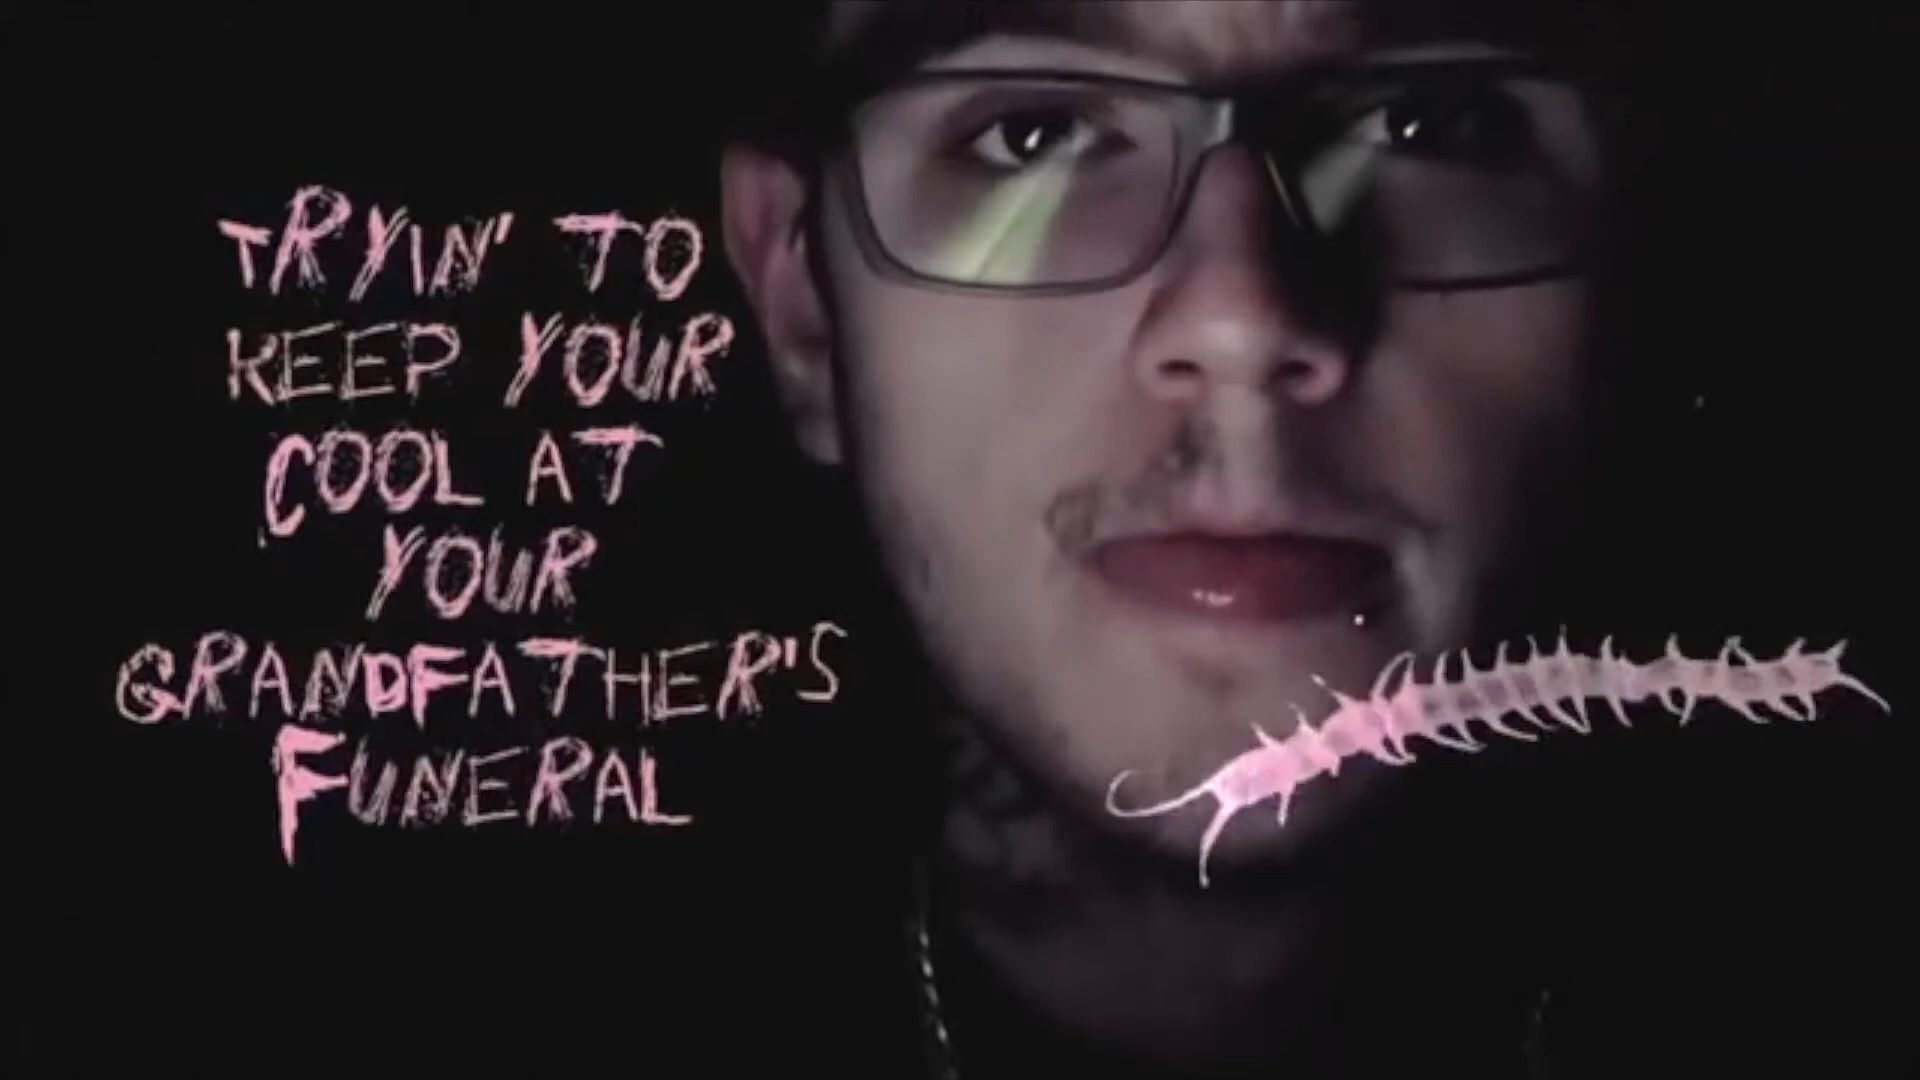 TRYIN' TO
KEEP YOUR
COOL AT
YOUR
GRANDFATHER'S
FUNERAL